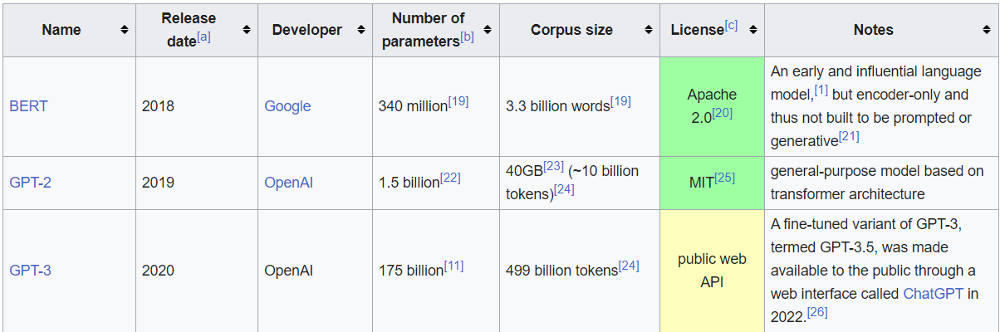 Name Release date[a] Developer Number of parameters[b] Corpus size License[c] Notes
BERT 2018 Google 340 million[19] 3.3 billion words[19] Apache 2.0[20] An early and influential language model,[1] but encoder-only and thus not built to be prompted or generative[21]
GPT-2 2019 OpenAI 1.5 billion[22] 40GB[23] (~10 billion tokens)[24] MIT[25] general-purpose model based on transformer architecture
GPT-3 2020 OpenAI 175 billion[11] 499 billion tokens[24] public web API A fine-tuned variant of GPT-3, termed GPT-3.5, was made available to the public through a web interface called ChatGPT in 2022.[26]